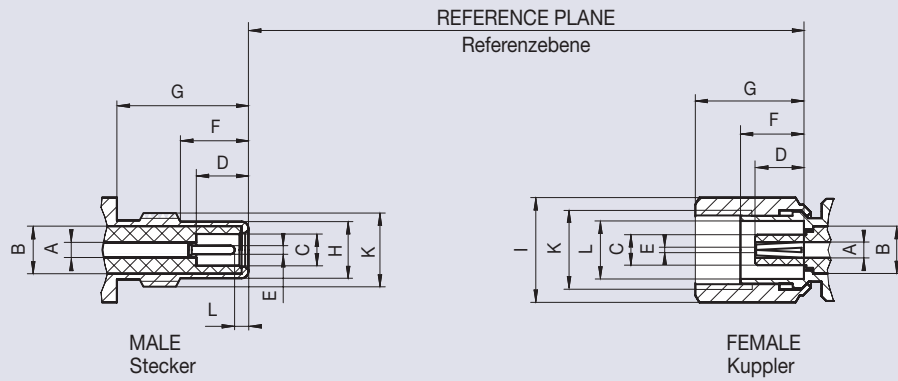 REFERENCE PLANE
Referenzebene
G
F
D
B
A
C
H
K
E
L
MALE
Stecker
G
F
D
I
K
L
C
E
A
B
FEMALE
Kuppler